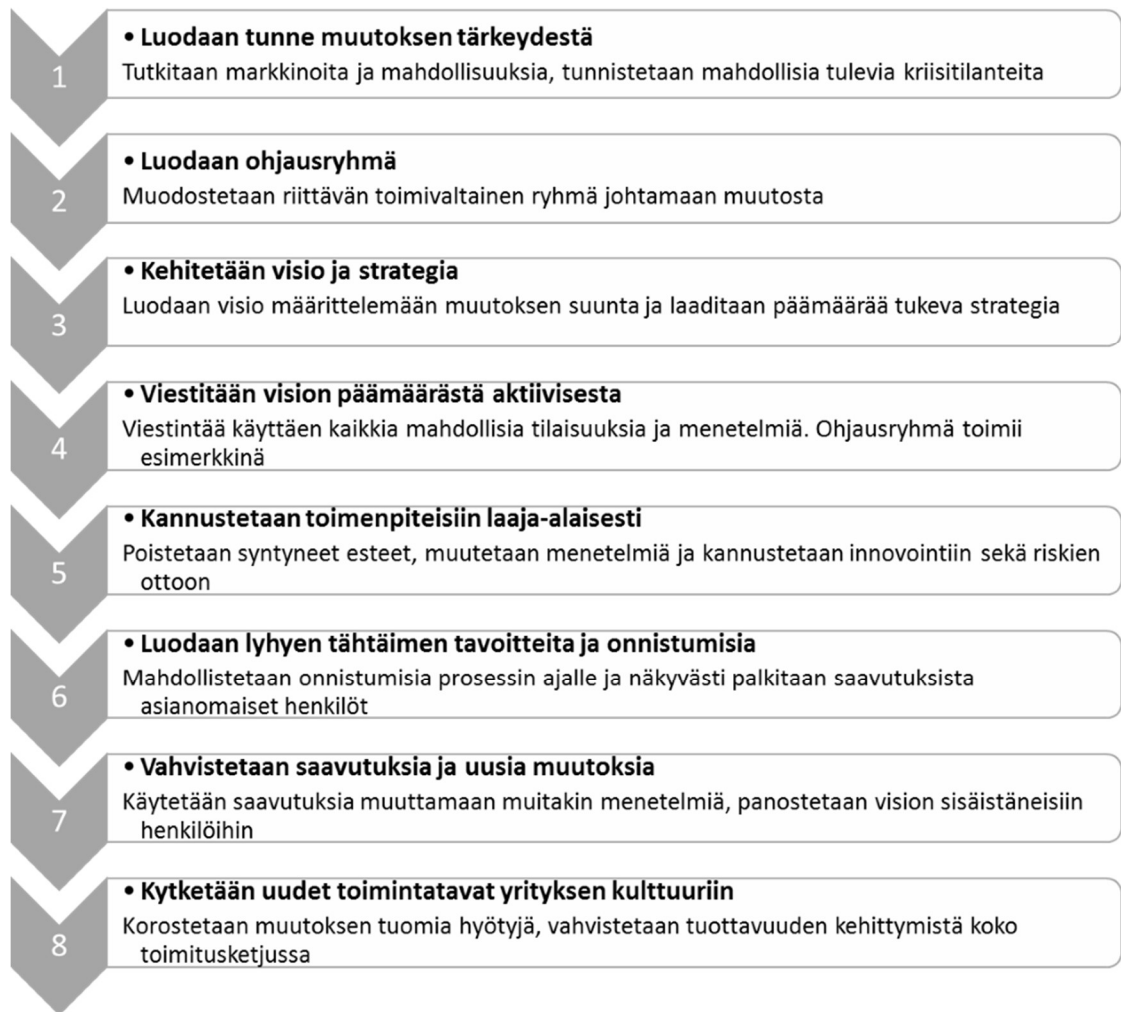 1
• Luodaan tunne muutoksen tärkeydestä
Tutkitaan markkinoita ja mahdollisuuksia, tunnistetaan mahdollisia tulevia kriisitilanteita
2
• Luodaan ohjausryhmä
Muodostetaan riittävän toimivaltainen ryhmä johtamaan muutosta
3
• Kehitetään visio ja strategia
Luodaan visio määrittelemään muutoksen suunta ja laaditaan päämäärää tukeva strategia
4
• Viestitään vision päämäärästä aktiivisesta
Viestintää käyttäen kaikkia mahdollisia tilaisuuksia ja menetelmiä. Ohjausryhmä toimii
esimerkkinä
5
• Kannustetaan toimenpiteisiin laaja-alaisesti
Poistetaan syntyneet esteet, muutetaan menetelmiä ja kannustetaan innovointiin sekä riskien
ottoon
6
• Luodaan lyhyen tähtäimen tavoitteita ja onnistumisia
Mahdollistetaan onnistumisia prosessin ajalle ja näkyvästi palkitaan saavutuksista
asianomaiset henkilöt
7
• Vahvistetaan saavutuksia ja uusia muutoksia
Käytetään saavutuksia muuttamaan muitakin menetelmiä, panostetaan vision sisäistäneisiin
henkilöihin
8
• Kytketään uudet toimintatavat yrityksen kulttuuriin
Korostetaan muutoksen tuomia hyötyjä, vahvistetaan tuottavuuden kehittymistä koko
toimitusketjussa